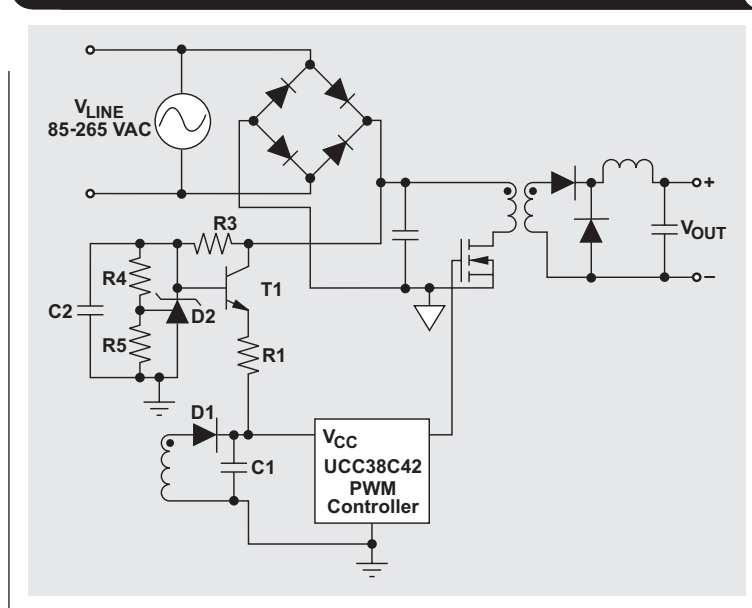 VLINE
85-265 VAC
R3
R4
C2
D2
T1
R5
R1
D1
C1
VCC
UCC38C42
PWM
Controller
+
VOUT
–